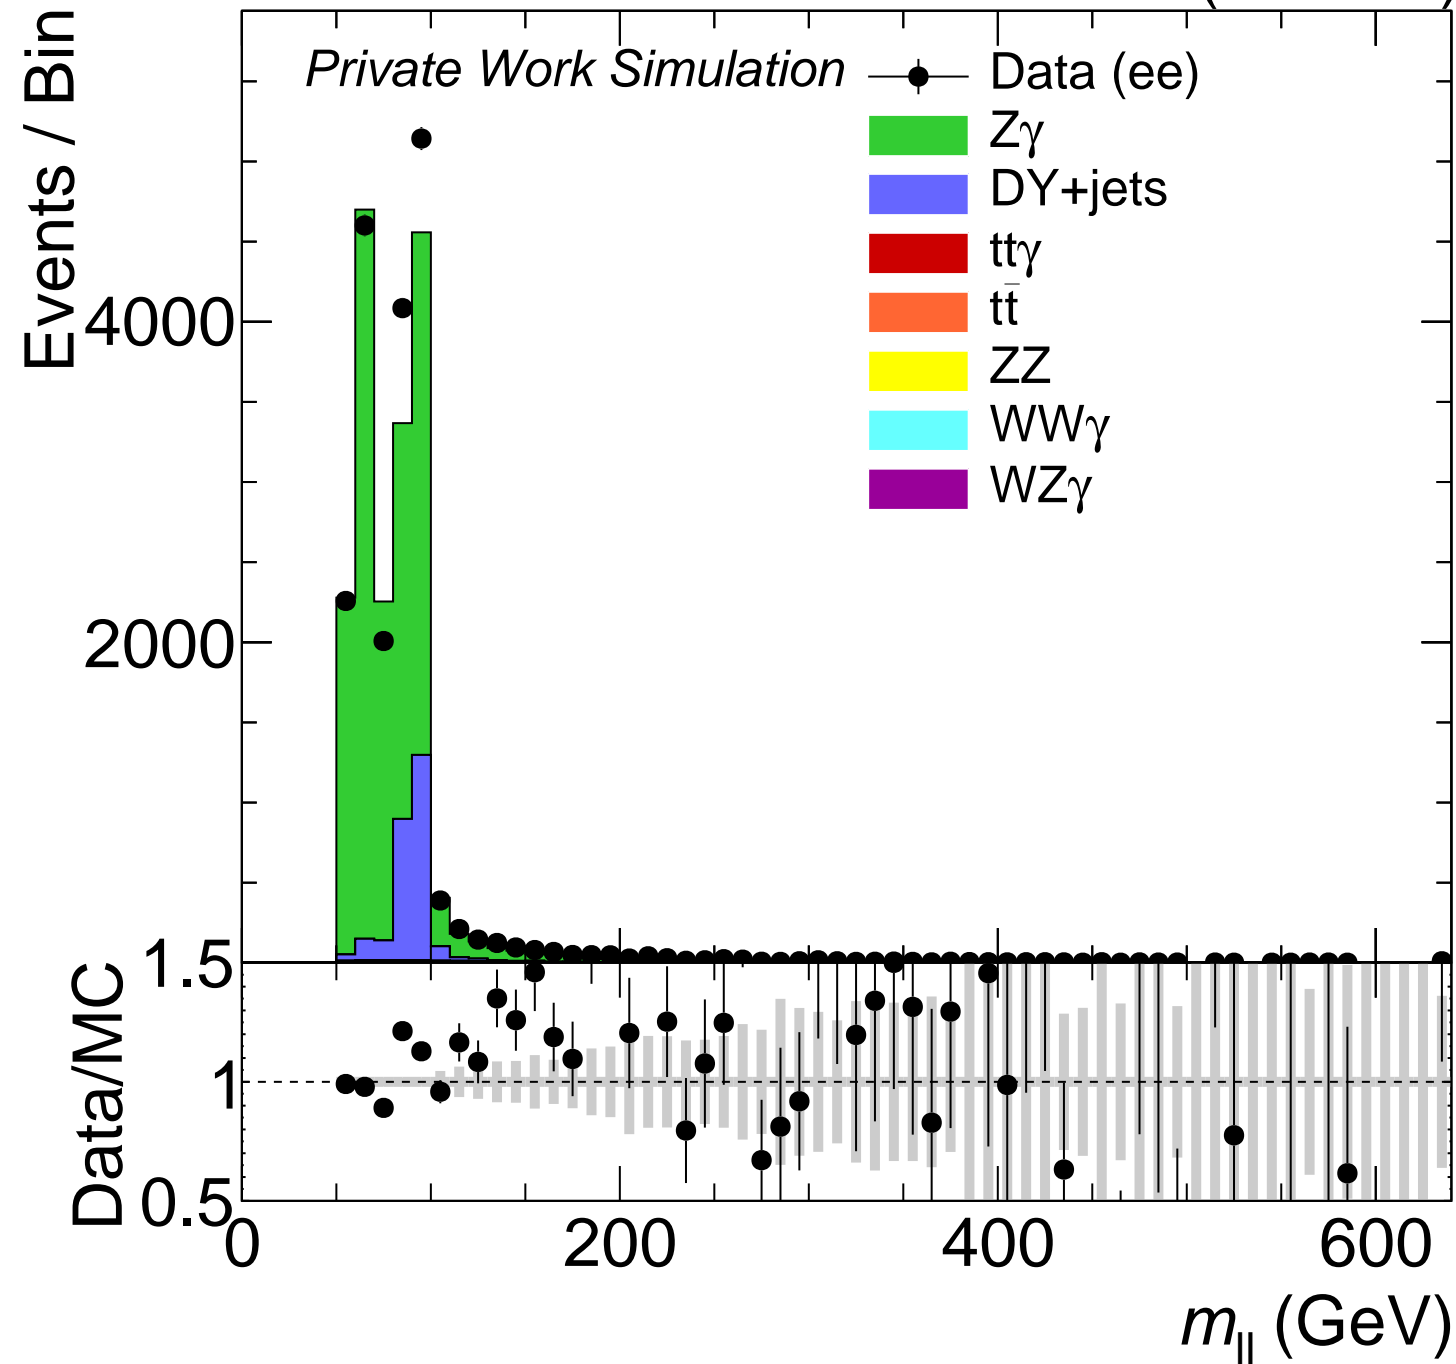 Private Work Simulation
Data (ee)
Zγ
DY+jets
ttγ
tt̄
ZZ
WWγ
WZγ
Events / Bin
4000
2000
Data/MC
1.5
1
0.5
0
200
400
600
m_ll (GeV)